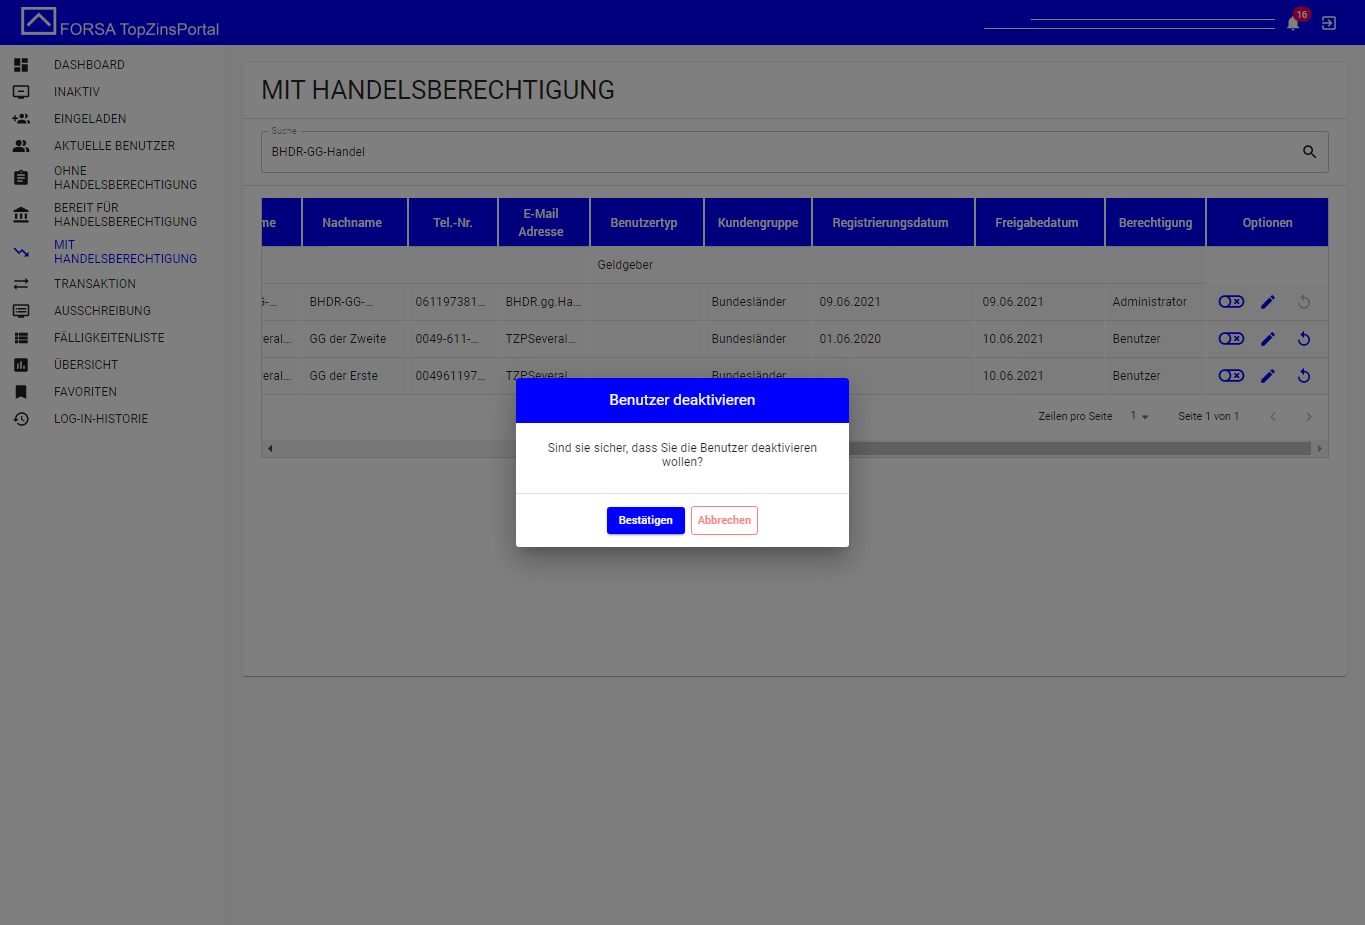 FORSA TopZinsPortal
16
DASHBOARD
INAKTIV
EINGELADEN
AKTUELLE BENUTZER
OHNE
HANDELSBERECHTIGUNG
BEREIT FÜR
HANDELSBERECHTIGUNG
MIT
HANDELSBERECHTIGUNG
TRANSAKTION
AUSSCHREIBUNG
FÄLLIGKEITENLISTE
ÜBERSICHT
FAVORITEN
LOG-IN-HISTORIE
MIT HANDELSBERECHTIGUNG
Suche
BHDR-GG-Handel
me Nachname Tel.-Nr. E-Mail Adresse Benutzertyp Kundengruppe Registrierungsdatum Freigabedatum Berechtigung Optionen
Geldgeber
G-... BHDR-GG-... 061197381... BHDR.gg.Ha... Bundesländer 09.06.2021 09.06.2021 Administrator
eral... GG der Zweite 0049-611-... TZPSeveral... Bundesländer 01.06.2020 10.06.2021 Benutzer
eral... GG der Erste 004961197... TZPSeveral Bundesländer 10.06.2021 Benutzer
Zeilen pro Seite 1 Seite 1 von 1
Benutzer deaktivieren
Sind sie sicher, dass Sie die Benutzer deaktivieren
wollen?
Bestätigen Abbrechen